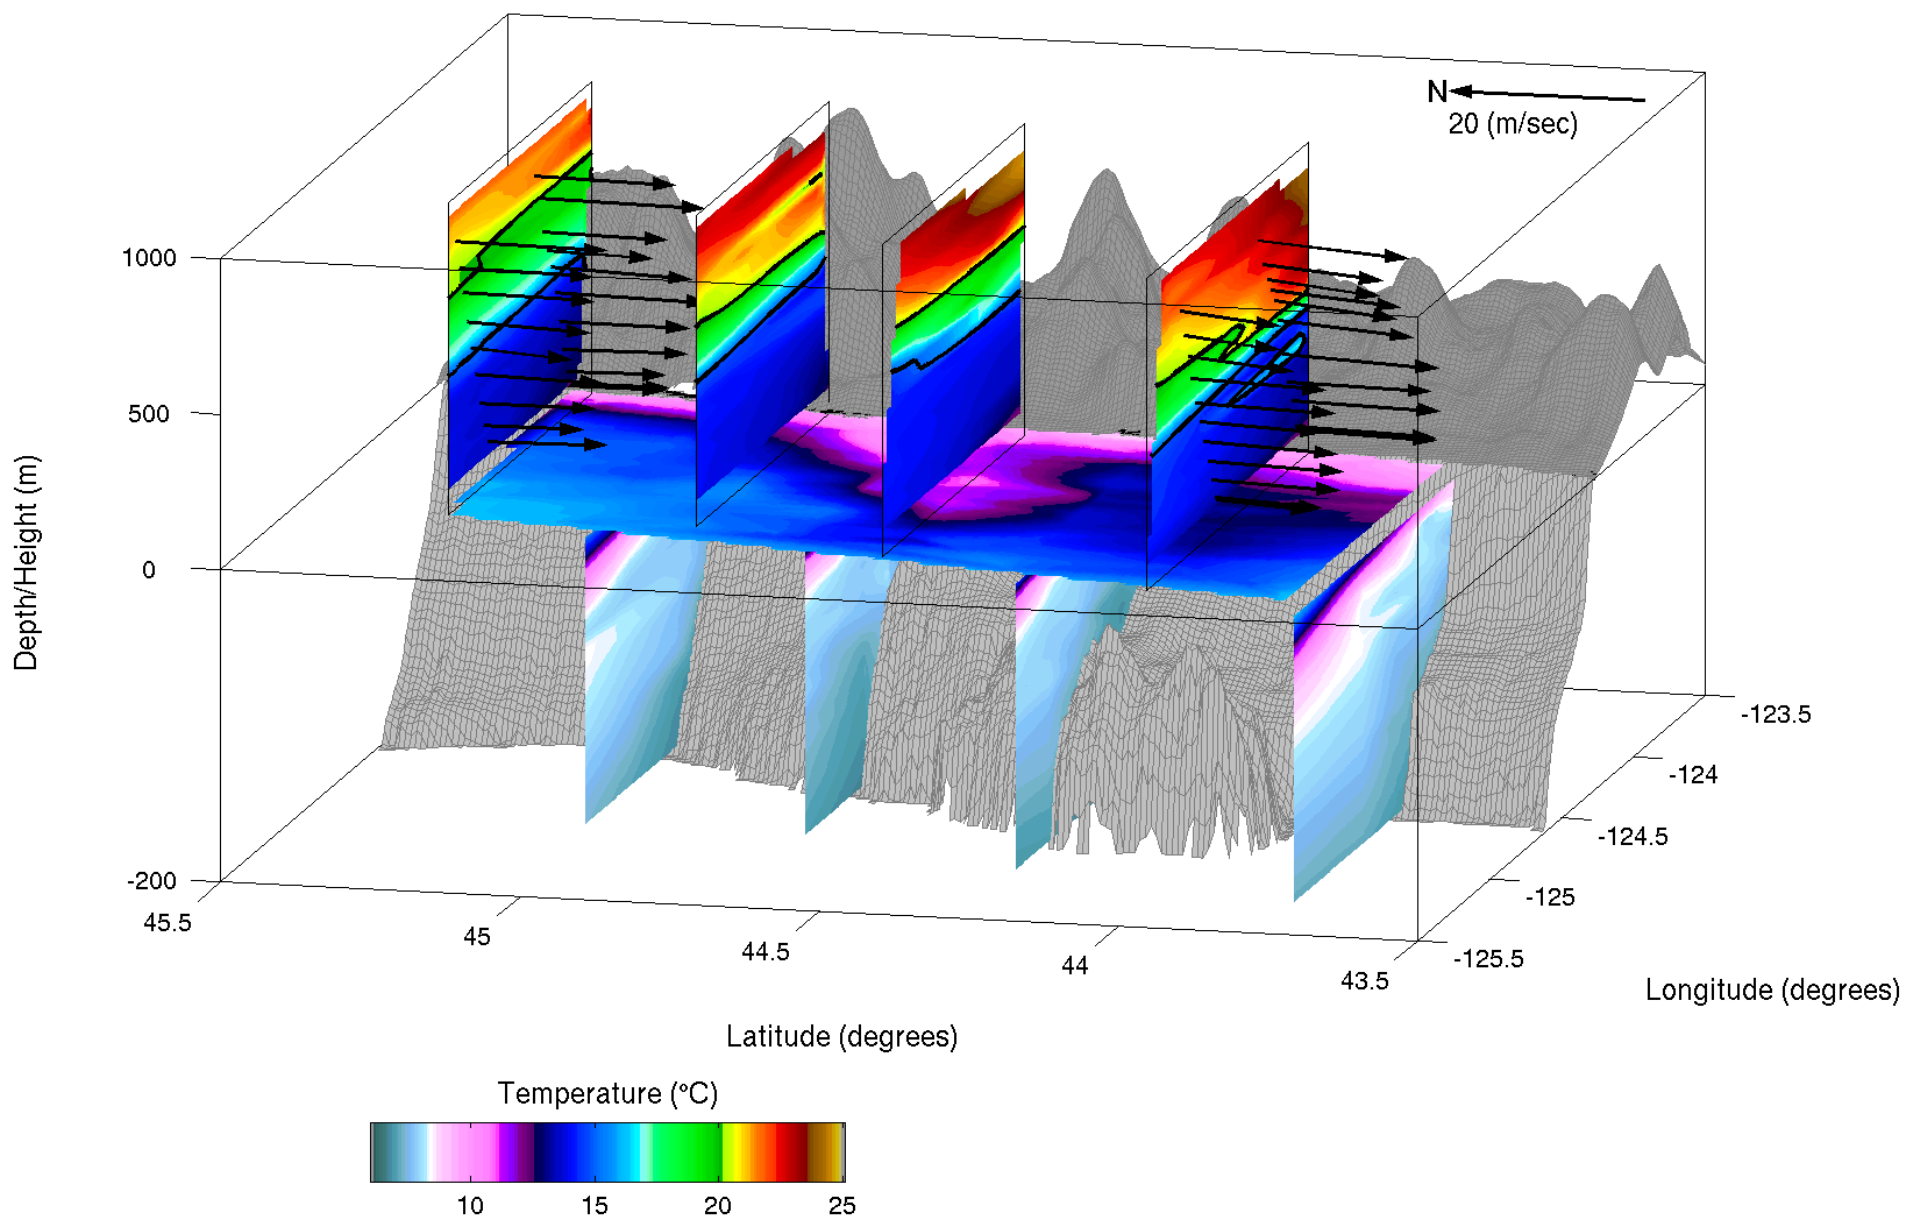 N
20 (m/sec)
1000
500
0
-200
Depth/Height (m)
45.5
45
44.5
44
43.5
Latitude (degrees)
-123.5
-124
-124.5
-125
-125.5
Longitude (degrees)
Temperature (°C)
10 15 20 25